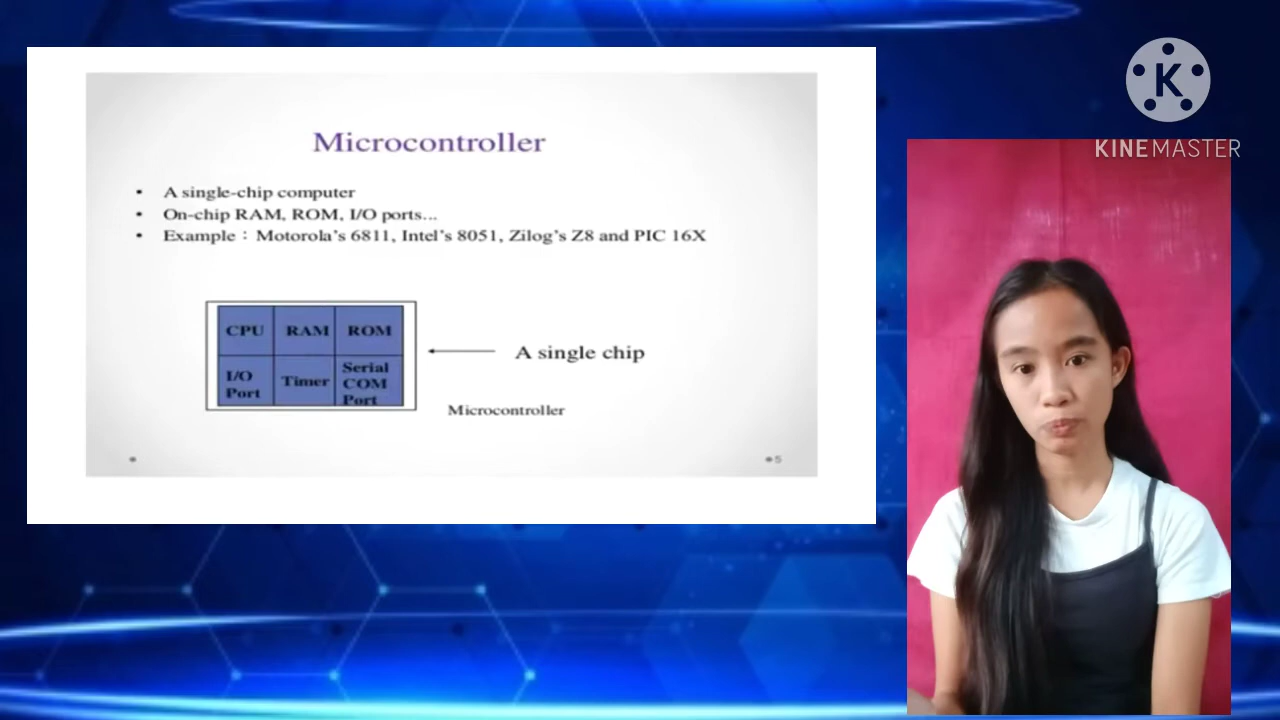 Microcontroller
• A single-chip computer
• On-chip RAM, ROM, I/O ports...
• Example : Motorola's 6811, Intel's 8051, Zilog's Z8 and PIC 16X
CPU RAM ROM
I/O Port
Timer
Serial COM Port
A single chip
Microcontroller
5
K
KINEMASTER